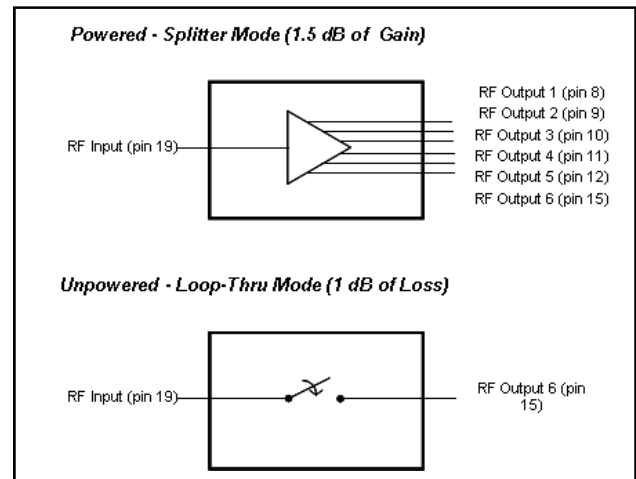 Powered - Splitter Mode (1.5 dB of Gain)
RF Input (pin 19)
RF Output 1 (pin 8)
RF Output 2 (pin 9)
RF Output 3 (pin 10)
RF Output 4 (pin 11)
RF Output 5 (pin 12)
RF Output 6 (pin 15)
Unpowered - Loop-Thru Mode (1 dB of Loss)
RF Input (pin 19)
RF Output 6 (pin
15)